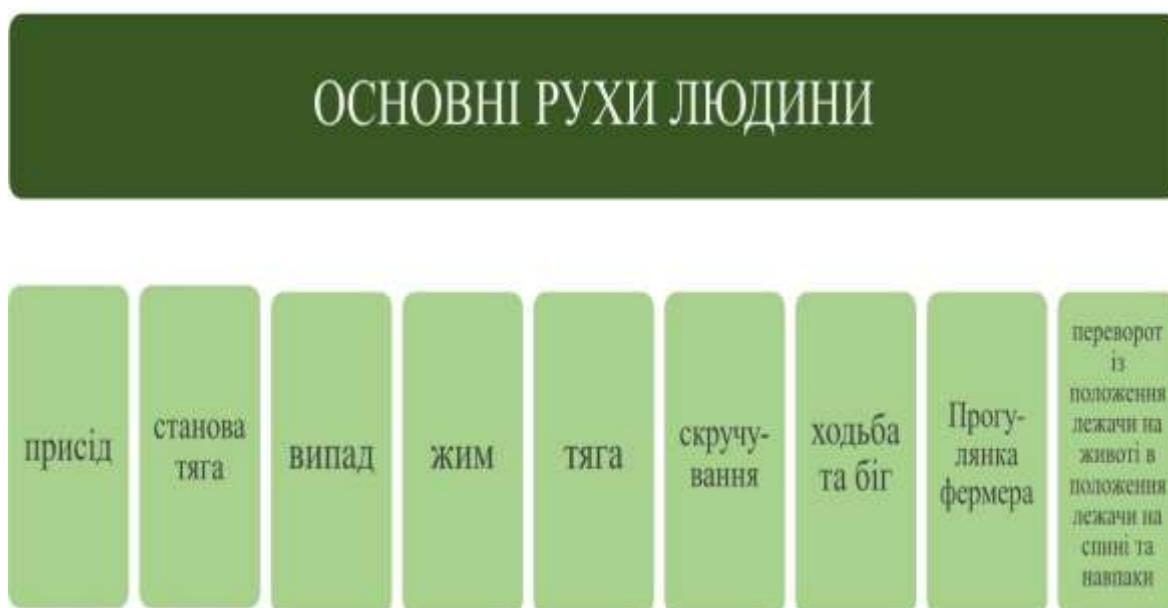 ОСНОВНІ РУХИ ЛЮДИНИ
присід
станова
тяга
випад
жим
тяга
скручу-
вання
ходьба
та біг
Прогу-
лянка
фермера
переворот
із
положення
лежачи на
животі в
положення
лежачи на
спині та
навпаки